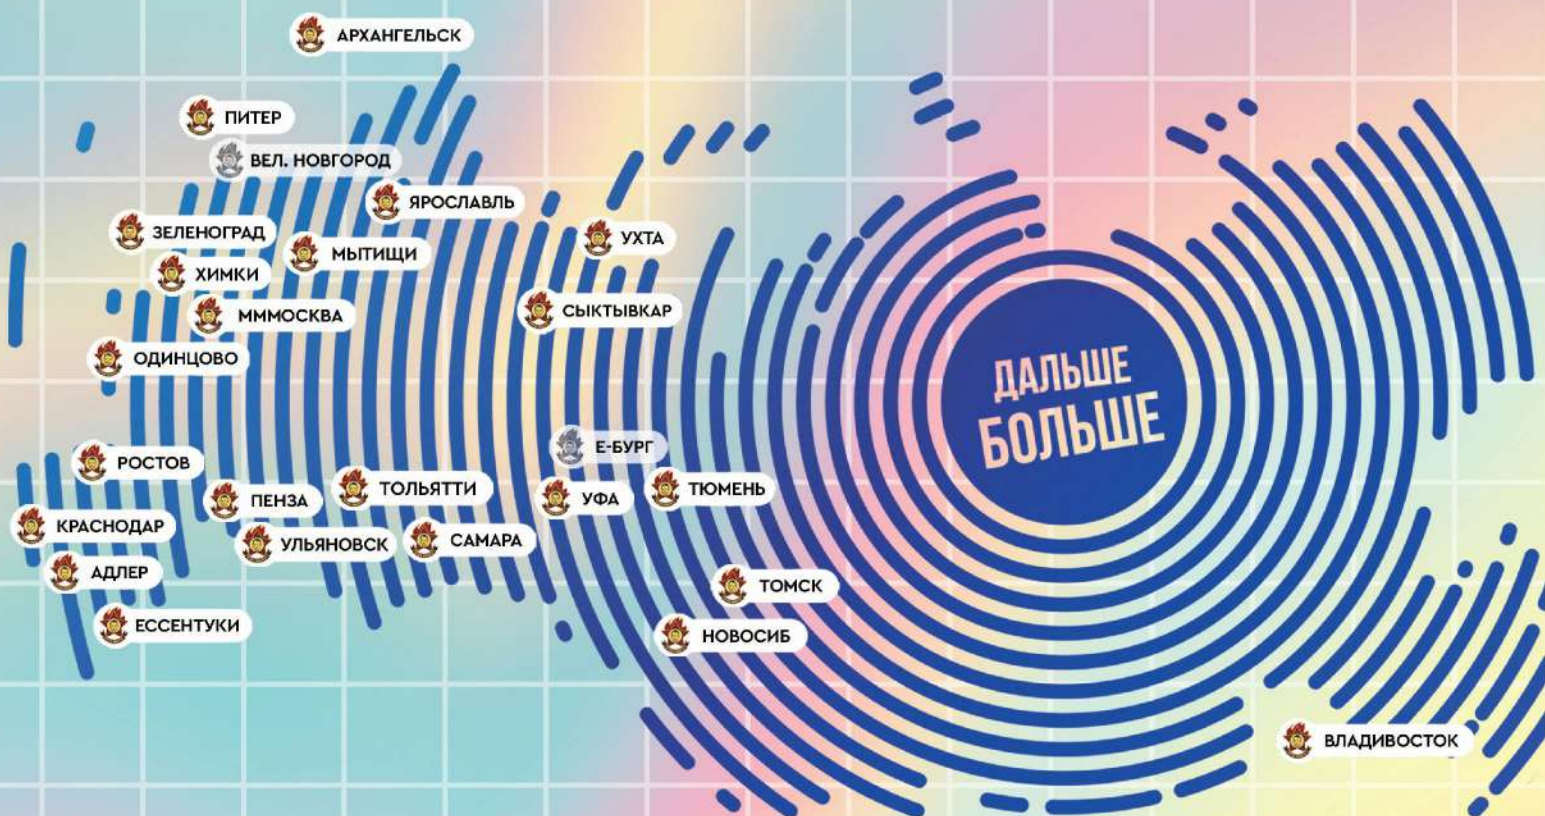 АРХАНГЕЛЬСК
ПИТЕР
ВЕЛ. НОВГОРОД
ЯРОСЛАВЛЬ
ЗЕЛЕНОГРАД
МЫТИЩИ
УХТА
ХИМКИ
МММОСКВА
СЫКТЫВКАР
ОДИНЦОВО
ДАЛЬШЕ
БОЛЬШЕ
Е-БУРГ
РОСТОВ
ПЕНЗА
ТОЛЬЯТТИ
УФА
ТЮМЕНЬ
КРАСНОДАР
УЛЬЯНОВСК
САМАРА
АДЛЕР
ТОМСК
ЕССЕНТУКИ
НОВОСИБ
ВЛАДИВОСТОК